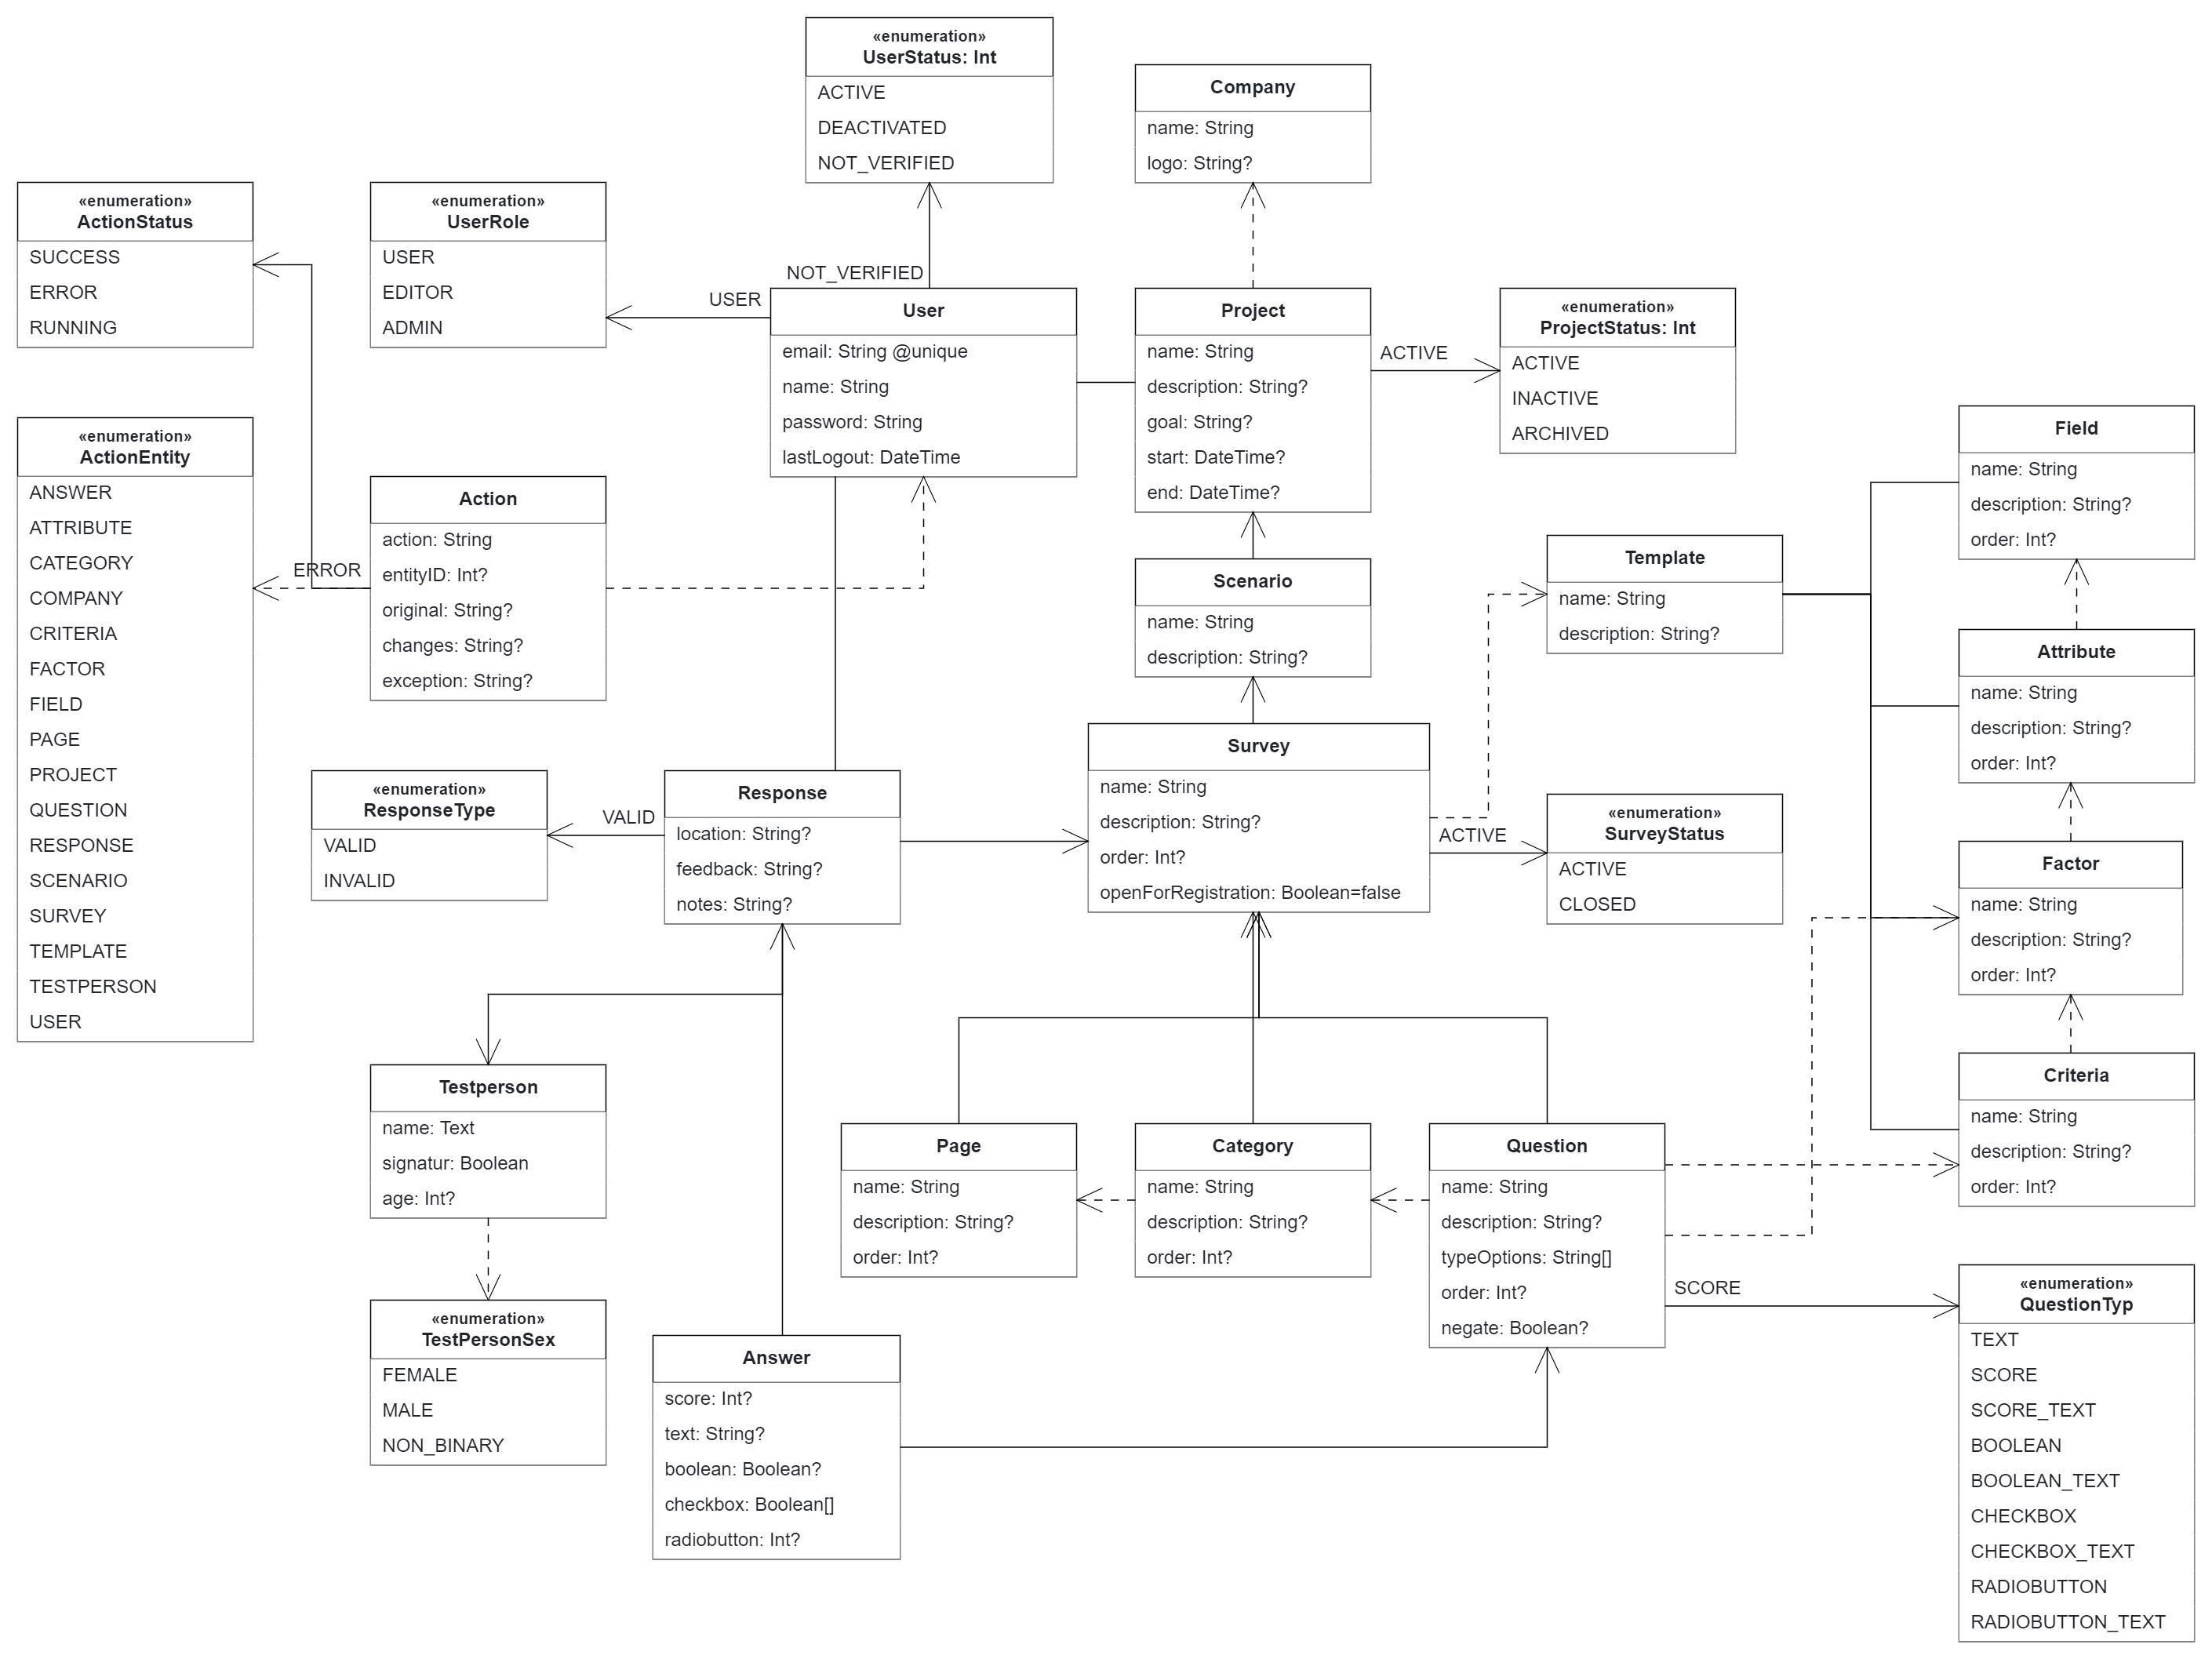 «enumeration»
UserStatus: Int
ACTIVE
DEACTIVATED
NOT_VERIFIED
Company
name: String
logo: String?
«enumeration»
ActionStatus
SUCCESS
ERROR
RUNNING
«enumeration»
UserRole
USER
EDITOR
ADMIN
NOT_VERIFIED
USER
User
email: String @unique
name: String
password: String
lastLogout: DateTime
Project
name: String
description: String?
goal: String?
start: DateTime?
end: DateTime?
ACTIVE
«enumeration»
ProjectStatus: Int
ACTIVE
INACTIVE
ARCHIVED
Field
name: String
description: String?
order: Int?
«enumeration»
ActionEntity
ANSWER
ATTRIBUTE
CATEGORY
COMPANY
CRITERIA
FACTOR
FIELD
PAGE
PROJECT
QUESTION
RESPONSE
SCENARIO
SURVEY
TEMPLATE
TESTPERSON
USER
ERROR
Action
action: String
entityID: Int?
original: String?
changes: String?
exception: String?
Scenario
name: String
description: String?
Template
name: String
description: String?
Attribute
name: String
description: String?
order: Int?
«enumeration»
ResponseType
VALID
INVALID
VALID
Response
location: String?
feedback: String?
notes: String?
Survey
name: String
description: String?
order: Int?
openForRegistration: Boolean=false
ACTIVE
«enumeration»
SurveyStatus
ACTIVE
CLOSED
Factor
name: String
description: String?
order: Int?
Testperson
name: Text
signatur: Boolean
age: Int?
Page
name: String
description: String?
order: Int?
Category
name: String
description: String?
order: Int?
Question
name: String
description: String?
typeOptions: String[]
order: Int?
negate: Boolean?
Criteria
name: String
description: String?
order: Int?
SCORE
«enumeration»
QuestionTyp
TEXT
SCORE
SCORE_TEXT
BOOLEAN
BOOLEAN_TEXT
CHECKBOX
CHECKBOX_TEXT
RADIOBUTTON
RADIOBUTTON_TEXT
«enumeration»
TestPersonSex
FEMALE
MALE
NON_BINARY
Answer
score: Int?
text: String?
boolean: Boolean?
checkbox: Boolean[]
radiobutton: Int?